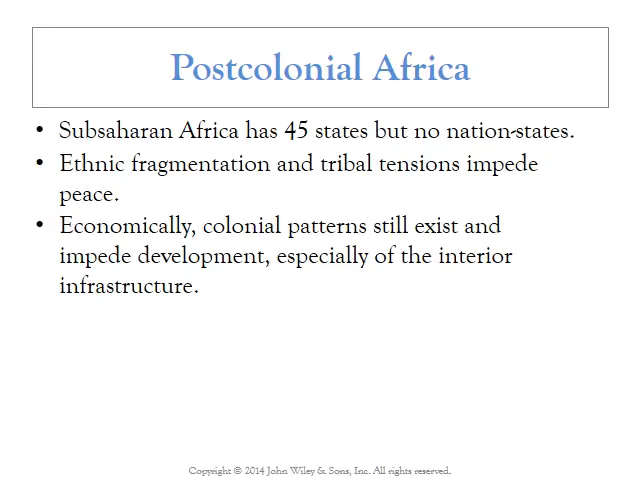 Postcolonial Africa
• Subsaharan Africa has 45 states but no nation-states.
• Ethnic fragmentation and tribal tensions impede
peace.
• Economically, colonial patterns still exist and
impede development, especially of the interior
infrastructure.
Copyright © 2014 John Wiley & Sons, Inc. All rights reserved.